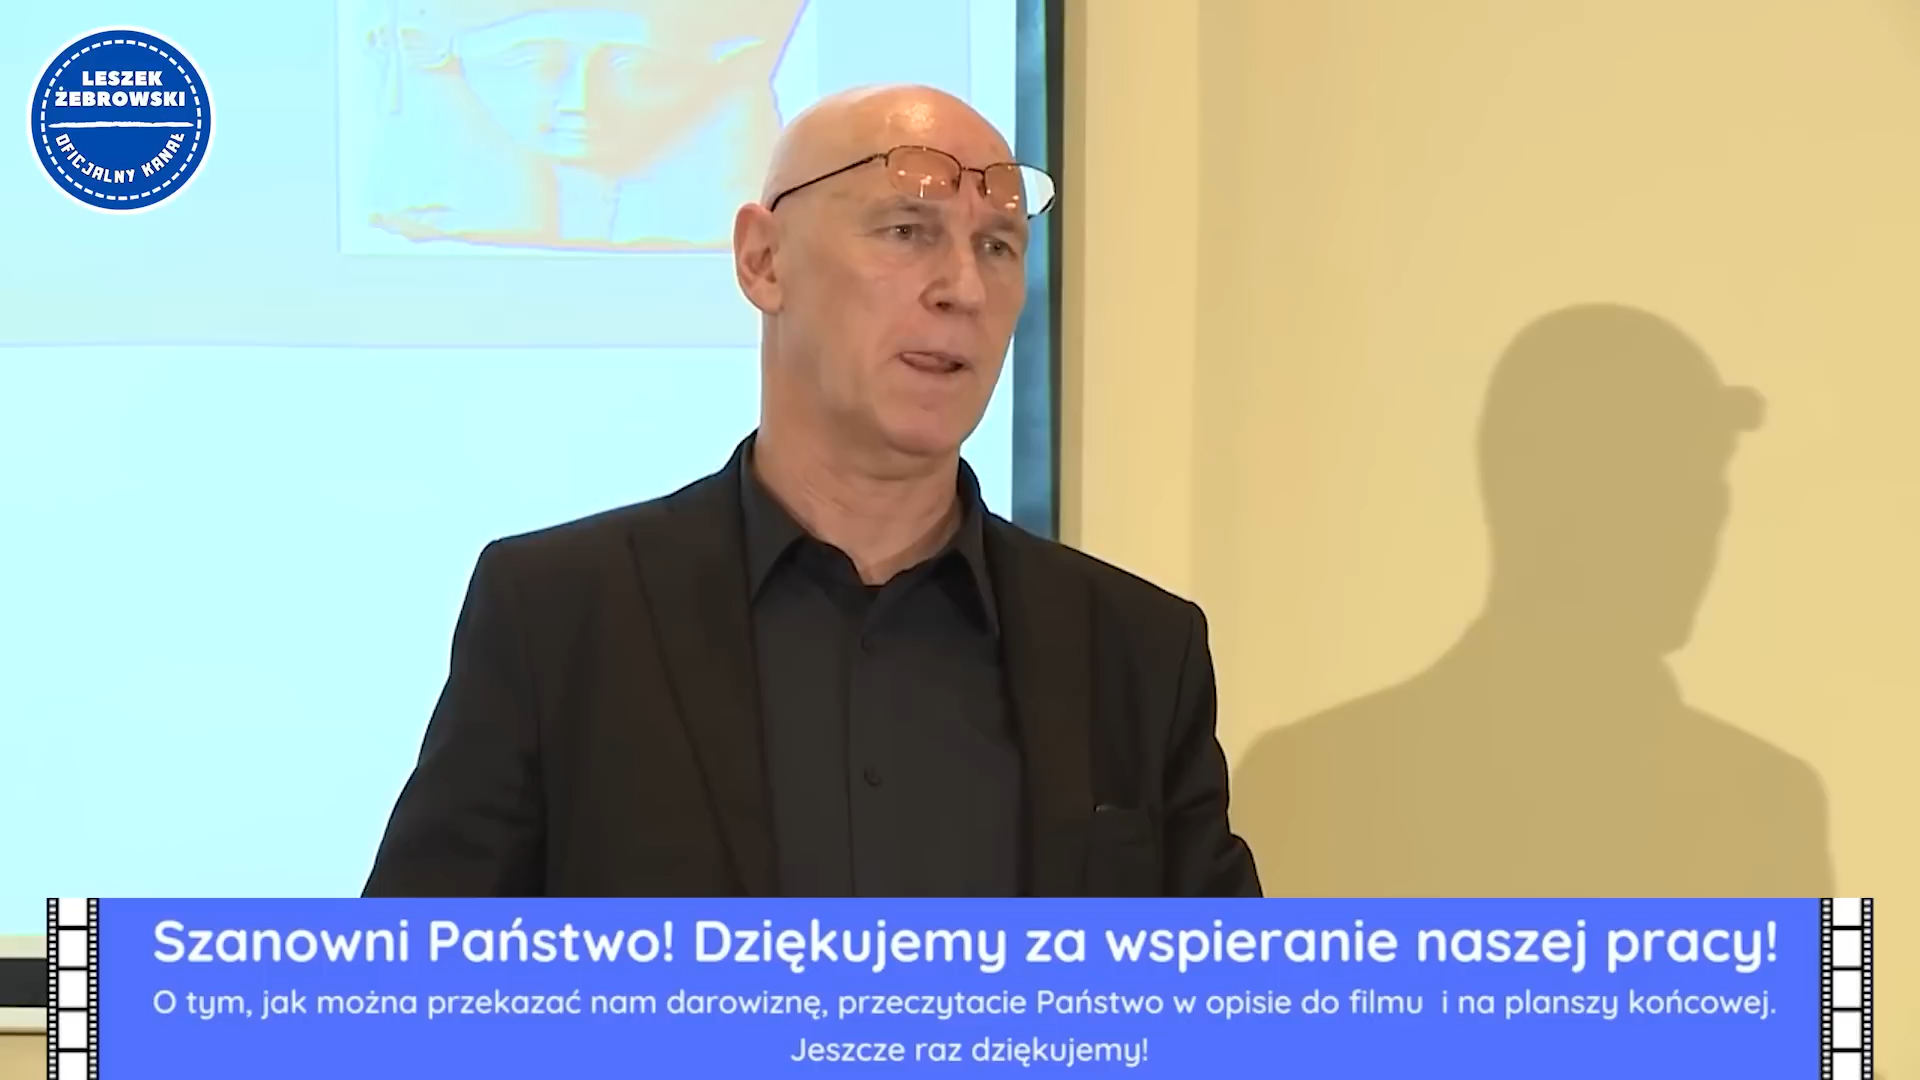 LESZEK
ŻEBROWSKI
OFICJALNY KANAŁ
Szanowni Państwo! Dziękujemy za wspieranie naszej pracy!
O tym, jak można przekazać nam darowiznę, przeczytacie Państwo w opisie do filmu i na planszy końcowej.
Jeszcze raz dziękujemy!